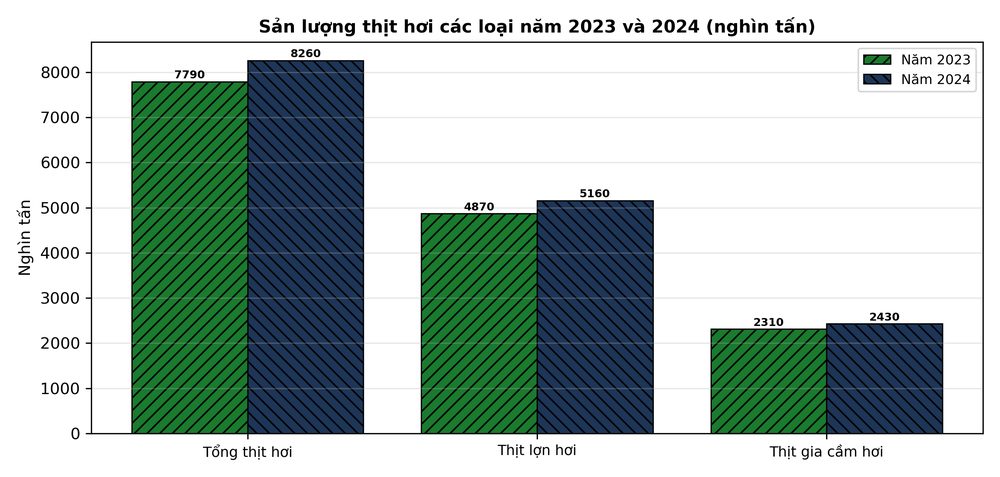 Sản lượng thịt hơi các loại năm 2023 và 2024 (nghìn tấn)
Năm 2023
Năm 2024
Nghìn tấn
8000
7000
6000
5000
4000
3000
2000
1000
0
7790
8260
4870
5160
2310
2430
Tổng thịt hơi
Thịt lợn hơi
Thịt gia cầm hơi